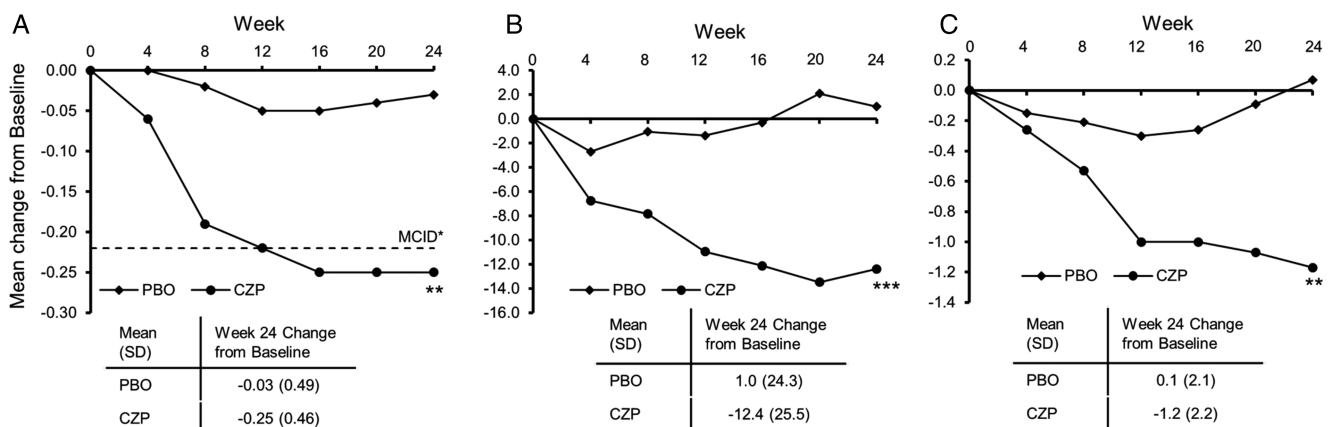 A
Week
0 4 8 12 16 20 24
Mean change from Baseline
0.00
-0.05
-0.10
-0.15
-0.20
-0.25
-0.30
MCID*
**
PBO CZP
Mean (SD) Week 24 Change from Baseline
PBO -0.03 (0.49)
CZP -0.25 (0.46)
B
Week
0 4 8 12 16 20 24
4.0
2.0
0.0
-2.0
-4.0
-6.0
-8.0
-10.0
-12.0
-14.0
-16.0
***
PBO CZP
Mean (SD) Week 24 Change from Baseline
PBO 1.0 (24.3)
CZP -12.4 (25.5)
C
Week
0 4 8 12 16 20 24
0.2
0.0
-0.2
-0.4
-0.6
-0.8
-1.0
-1.2
-1.4
PBO CZP
**
Mean (SD) Week 24 Change from Baseline
PBO 0.1 (2.1)
CZP -1.2 (2.2)